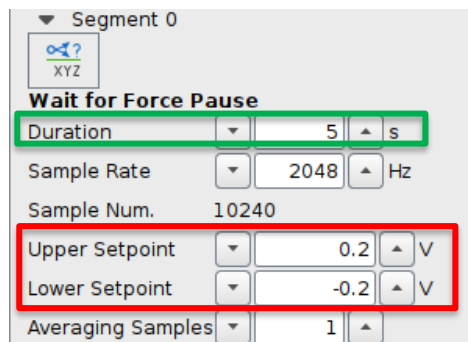 Segment 0
?
XYZ
Wait for Force Pause
Duration 5 s
Sample Rate 2048 Hz
Sample Num. 10240
Upper Setpoint 0.2 V
Lower Setpoint -0.2 V
Averaging Samples 1